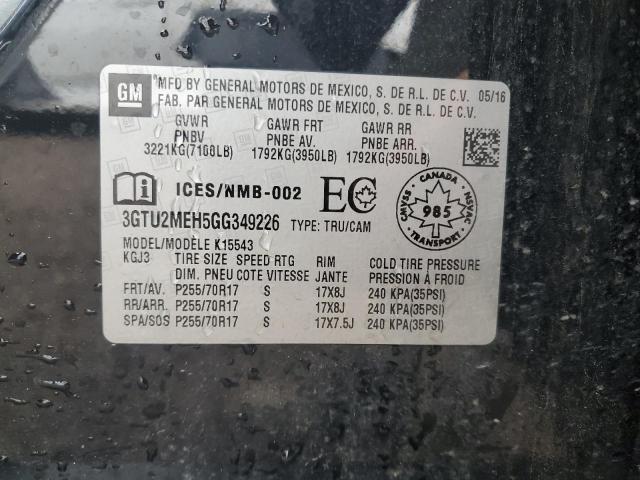 GM
MFD BY GENERAL MOTORS DE MEXICO, S. DE R.L. DE C.V. 05/16
FAB. PAR GENERAL MOTORS DE MEXICO, S. DE R.L. DE C.V.
GVWR GAWR FRT GAWR RR
PNBV PNBE AV. PNBE ARR.
3221KG(7100LB) 1792KG(3950LB) 1792KG(3950LB)
i ICES/NMB-002 EC
CANADA
CMVSS NSVAC
985
TRANSPORT
3GTU2MEH5GG349226 TYPE: TRU/CAM
MODEL/MODÈLE K15543
KGJ3 TIRE SIZE SPEED RTG RIM COLD TIRE PRESSURE
DIM. PNEU COTE VITESSE JANTE PRESSION À FROID
FRT/AV. P255/70R17 S 17X8J 240 KPA(35PSI)
RR/ARR. P255/70R17 S 17X8J 240 KPA(35PSI)
SPA/SOS P255/70R17 S 17X7.5J 240 KPA(35PSI)